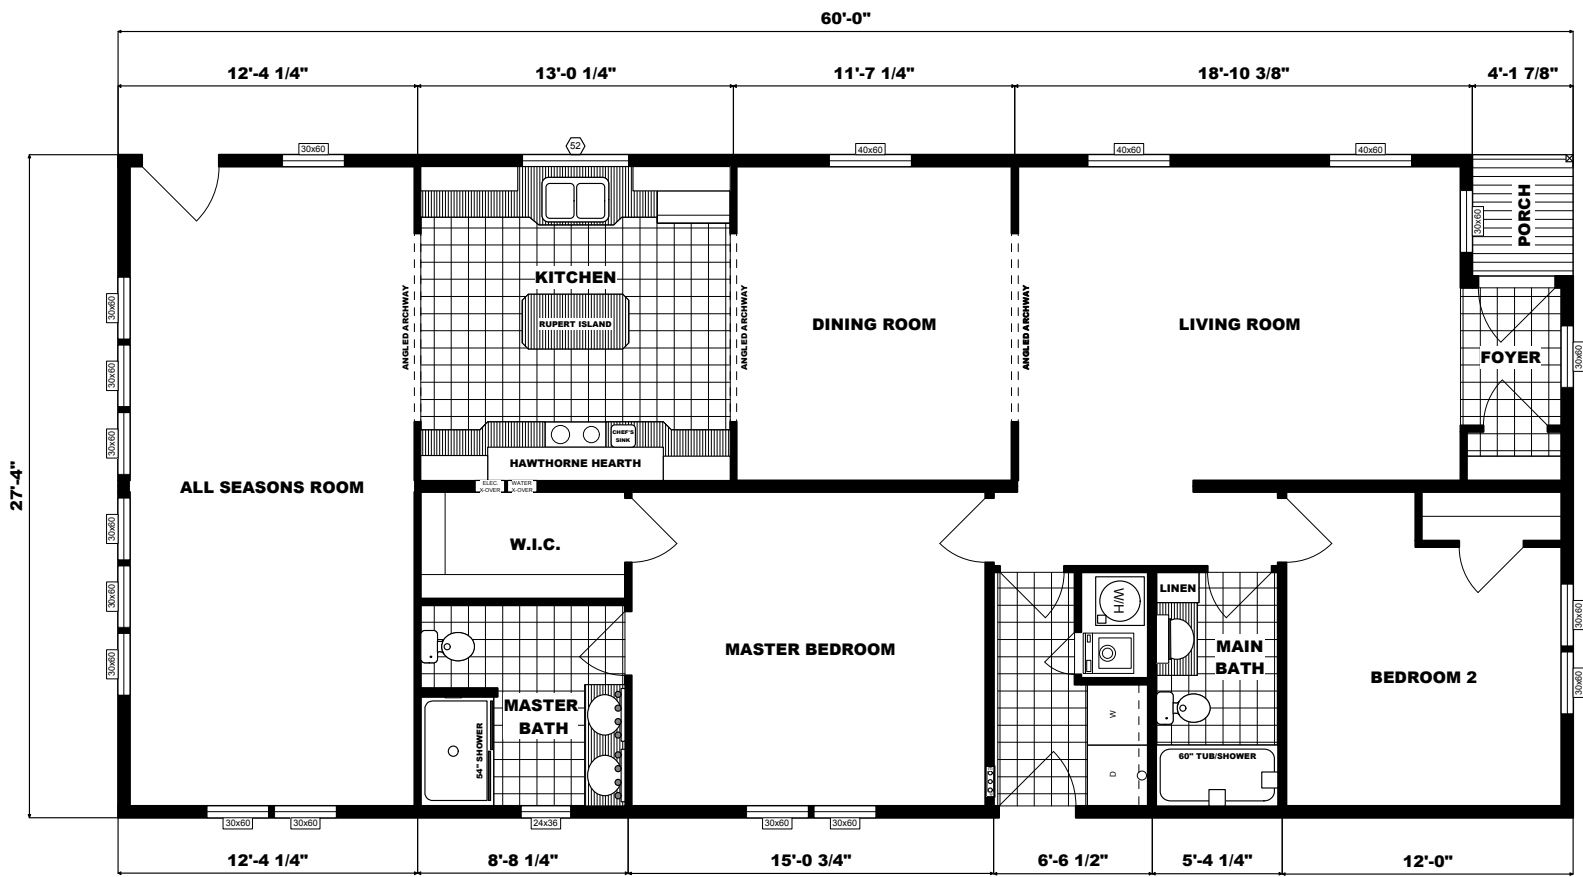 60'-0"
12'-4 1/4" 13'-0 1/4" 11'-7 1/4" 18'-10 3/8" 4'-1 7/8"
30x60 52 40x60 40x60 40x60
PORCH
30x60
KITCHEN
30x60
ANGLED ARCHWAY
RUPERT ISLAND
ANGLED ARCHWAY
DINING ROOM
ANGLED ARCHWAY
LIVING ROOM
FOYER
30x60
30x60
30x60
CHEF'S
SINK
HAWTHORNE HEARTH
27'-4"
ALL SEASONS ROOM
ELEC.
X-OVER
WATER
X-OVER
30x60
W.I.C.
30x60
W/H
LINEN
30x60
30x60
MASTER BEDROOM
MAIN
BATH
BEDROOM 2
30x60
MASTER
BATH
54" SHOWER
W
D
60" TUB/SHOWER
30x60 30x60 24x36 30x60 30x60
12'-4 1/4" 8'-8 1/4" 15'-0 3/4" 6'-6 1/2" 5'-4 1/4" 12'-0"